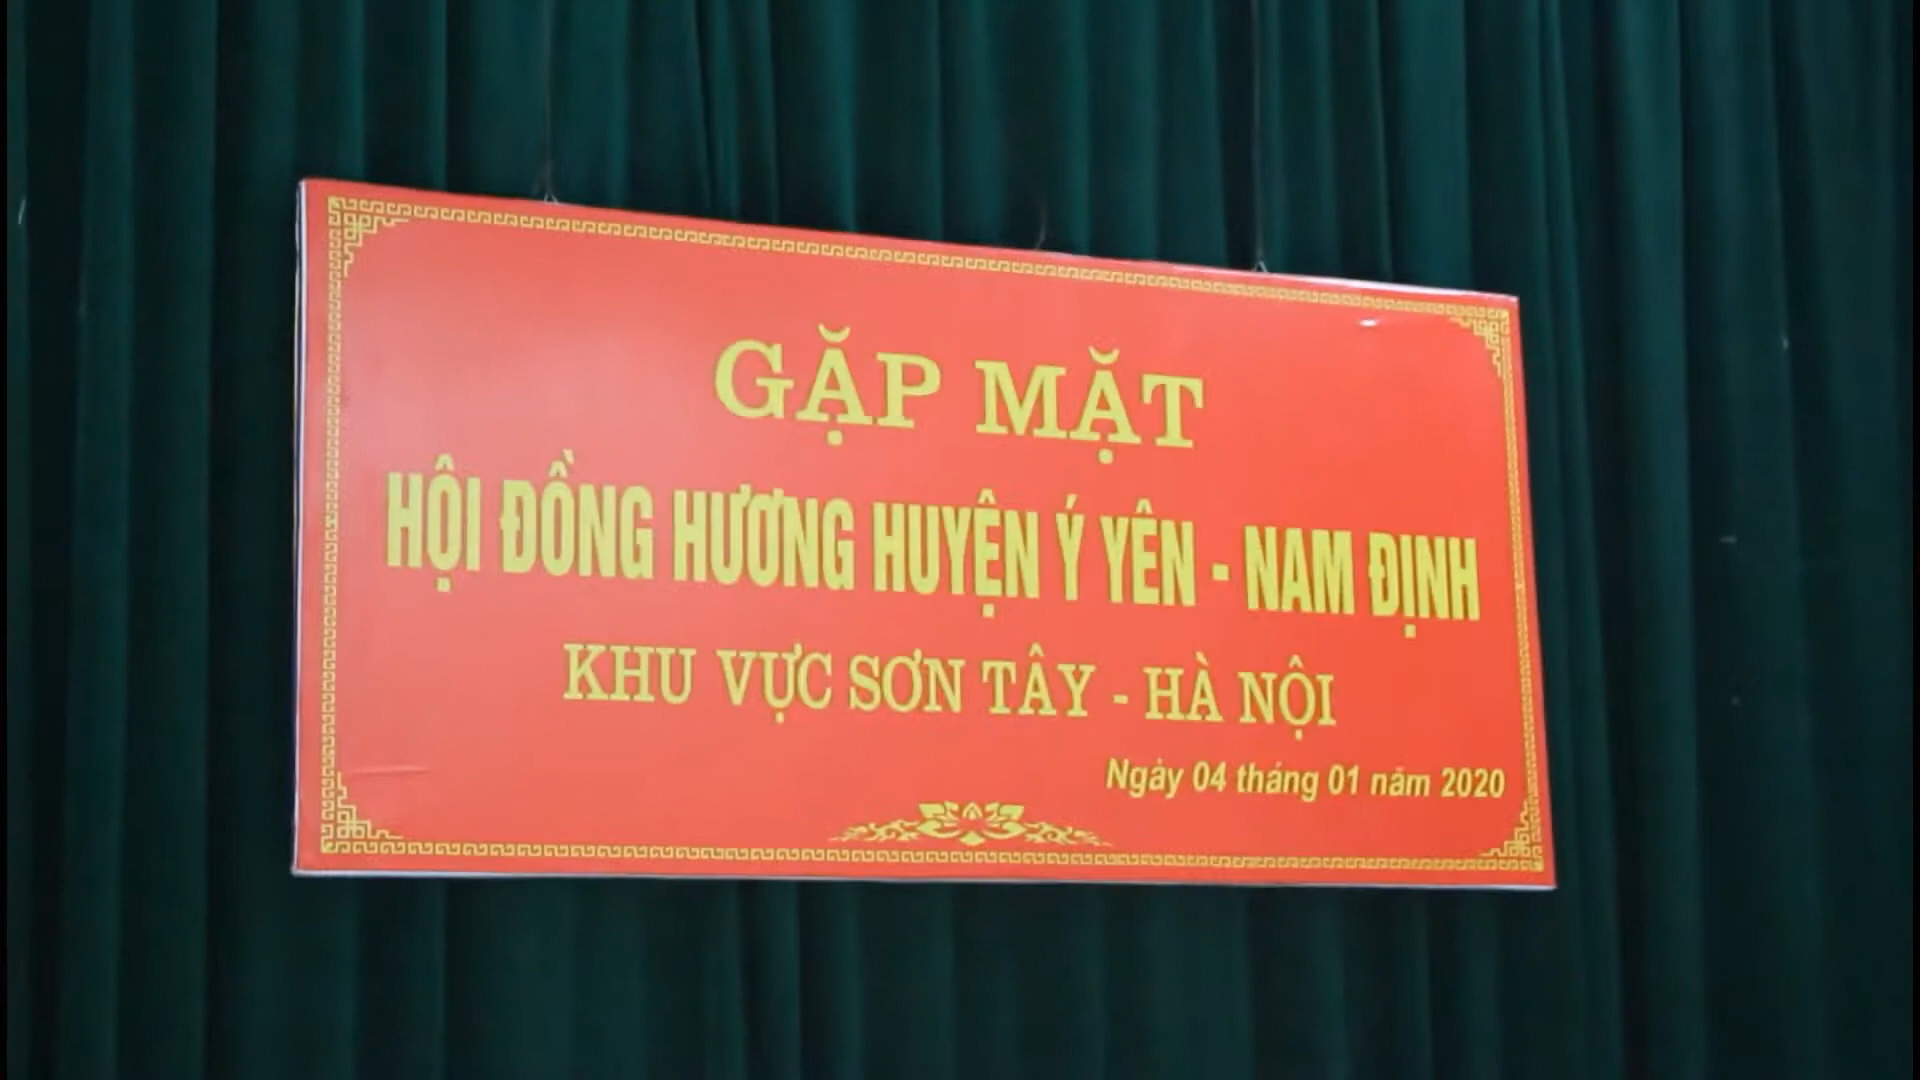 GẶP MẶT
HỘI ĐỒNG HƯƠNG HUYỆN Ý YÊN - NAM ĐỊNH
KHU VỰC SƠN TÂY - HÀ NỘI
Ngày 04 tháng 01 năm 2020